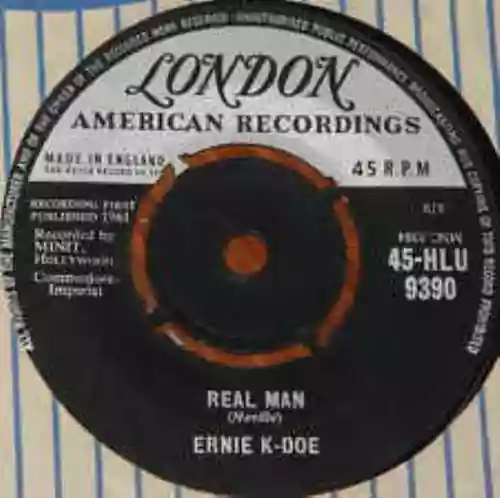 LONDON
AMERICAN RECORDINGS
MADE IN ENGLAND
45 R.P.M
RECORDING FIRST
PUBLISHED 1961
Recorded by
MINIT,
HOLLYWOOD
Commodore-
Imperial
45-HLU
9390
REAL MAN
(Neville)
ERNIE K-DOE